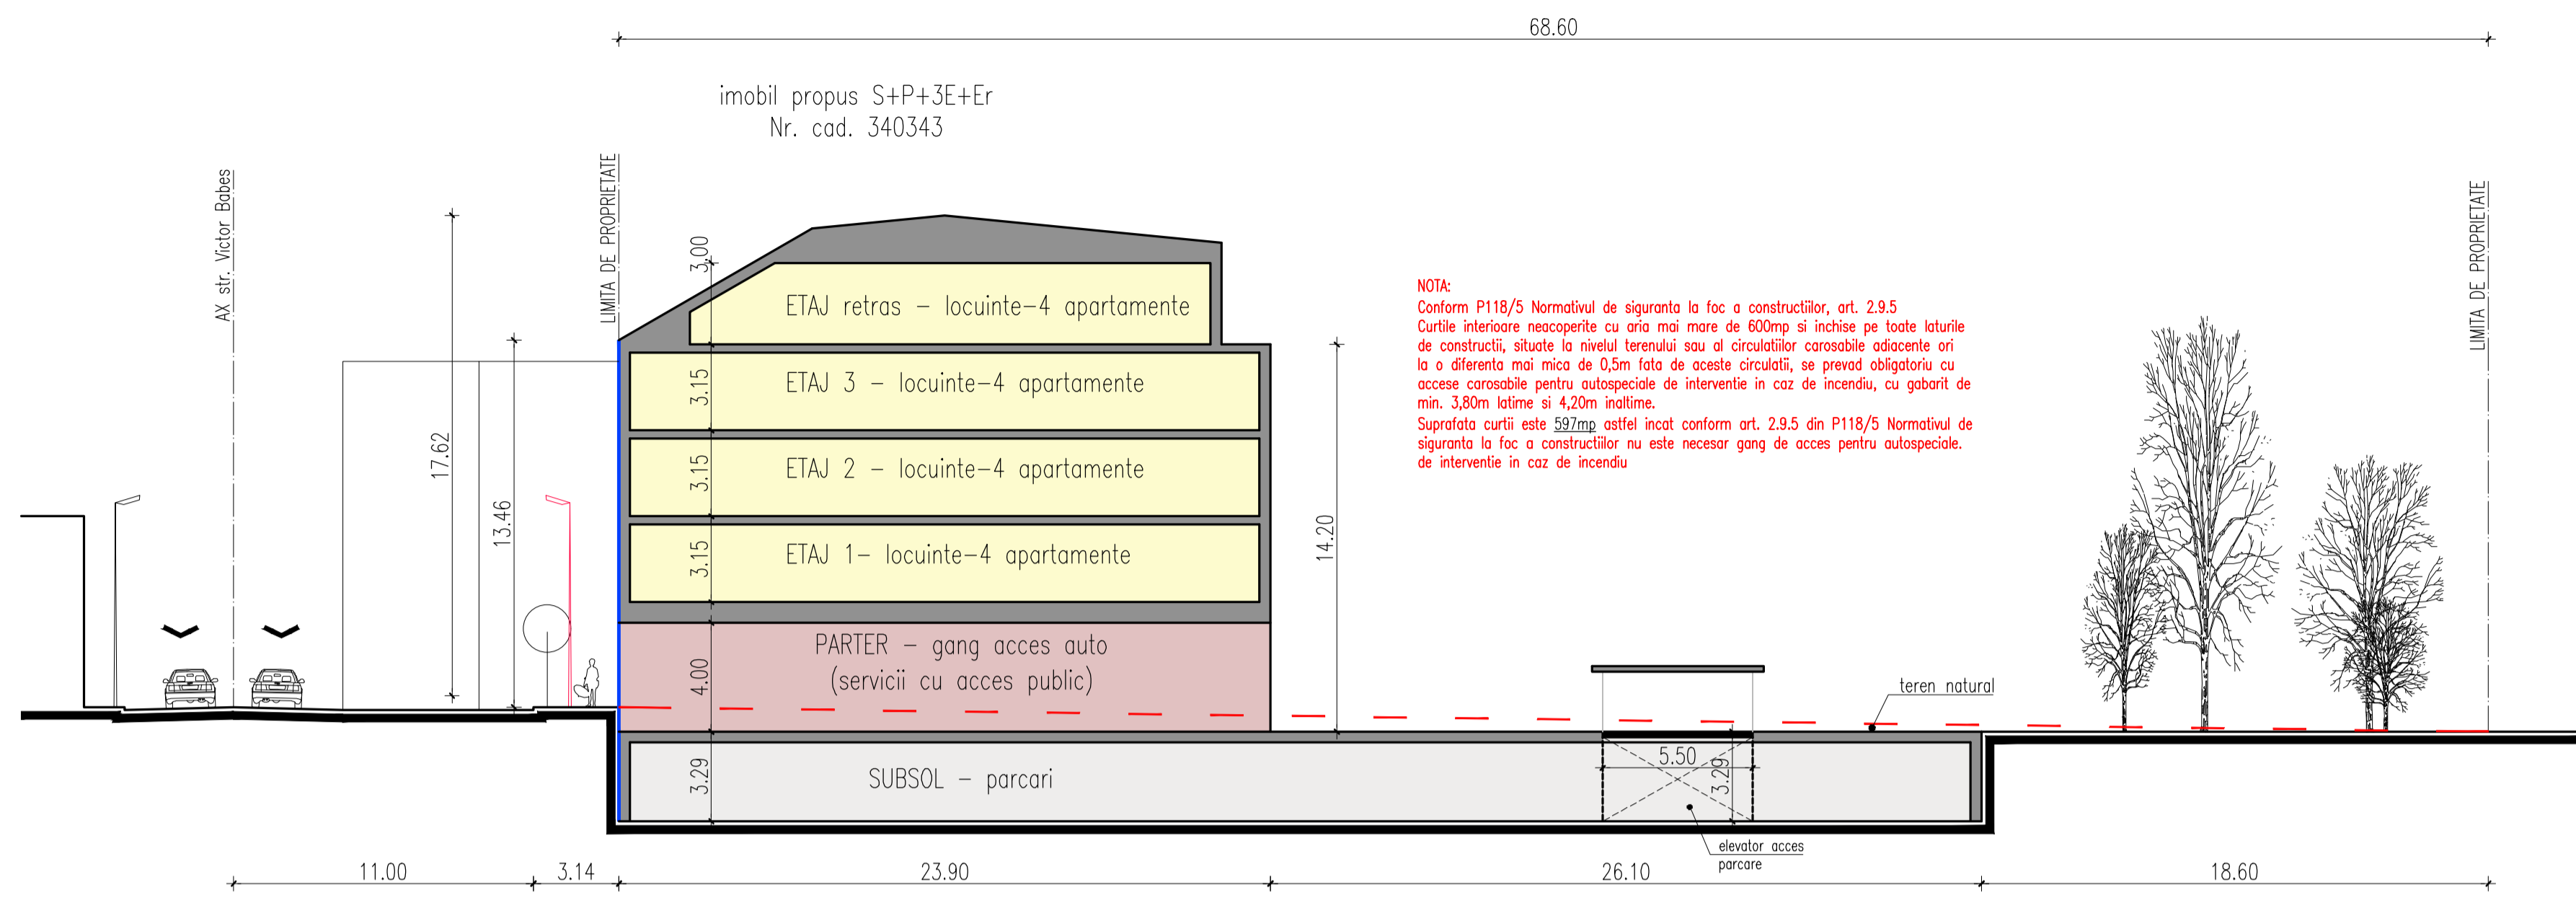 68.60
imobil propus S+P+3E+Er
Nr. cad. 340343
AX str. Victor Babes
LIMITA DE PROPRIETATE
LIMITA DE PROPRIETATE
17.62
13.46
3.00
ETAJ retras – locuinte–4 apartamente
3.15
ETAJ 3 – locuinte–4 apartamente
3.15
ETAJ 2 – locuinte–4 apartamente
3.15
ETAJ 1– locuinte–4 apartamente
4.00
PARTER – gang acces auto
(servicii cu acces public)
3.29
SUBSOL – parcari
14.20
NOTA:
Conform P118/5 Normativul de siguranta la foc a constructiilor, art. 2.9.5
Curtile interioare neacoperite cu aria mai mare de 600mp si inchise pe toate laturile
de constructii, situate la nivelul terenului sau al circulatiilor carosabile adiacente ori
la o diferenta mai mica de 0,5m fata de aceste circulatii, se prevad obligatoriu cu
accese carosabile pentru autospeciale de interventie in caz de incendiu, cu gabarit de
min. 3,80m latime si 4,20m inaltime.
Suprafata curtii este 597mp astfel incat conform art. 2.9.5 din P118/5 Normativul de
siguranta la foc a constructiilor nu este necesar gang de acces pentru autospeciale.
de interventie in caz de incendiu
teren natural
5.50
3.29
elevator acces
parcare
11.00
3.14
23.90
26.10
18.60